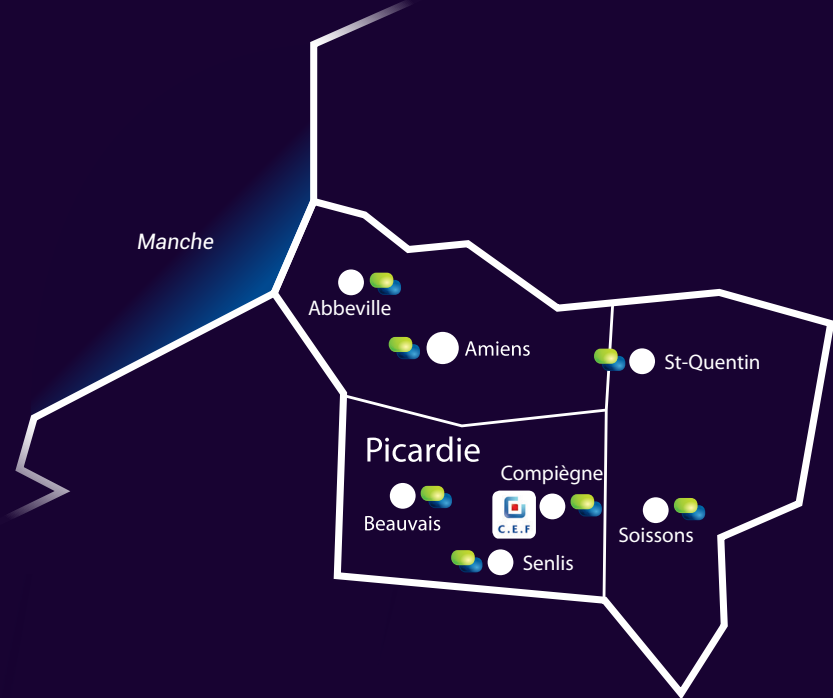 Manche
Abbeville
Amiens
St-Quentin
Picardie
Compiègne
Beauvais
C.E.F
Soissons
Senlis